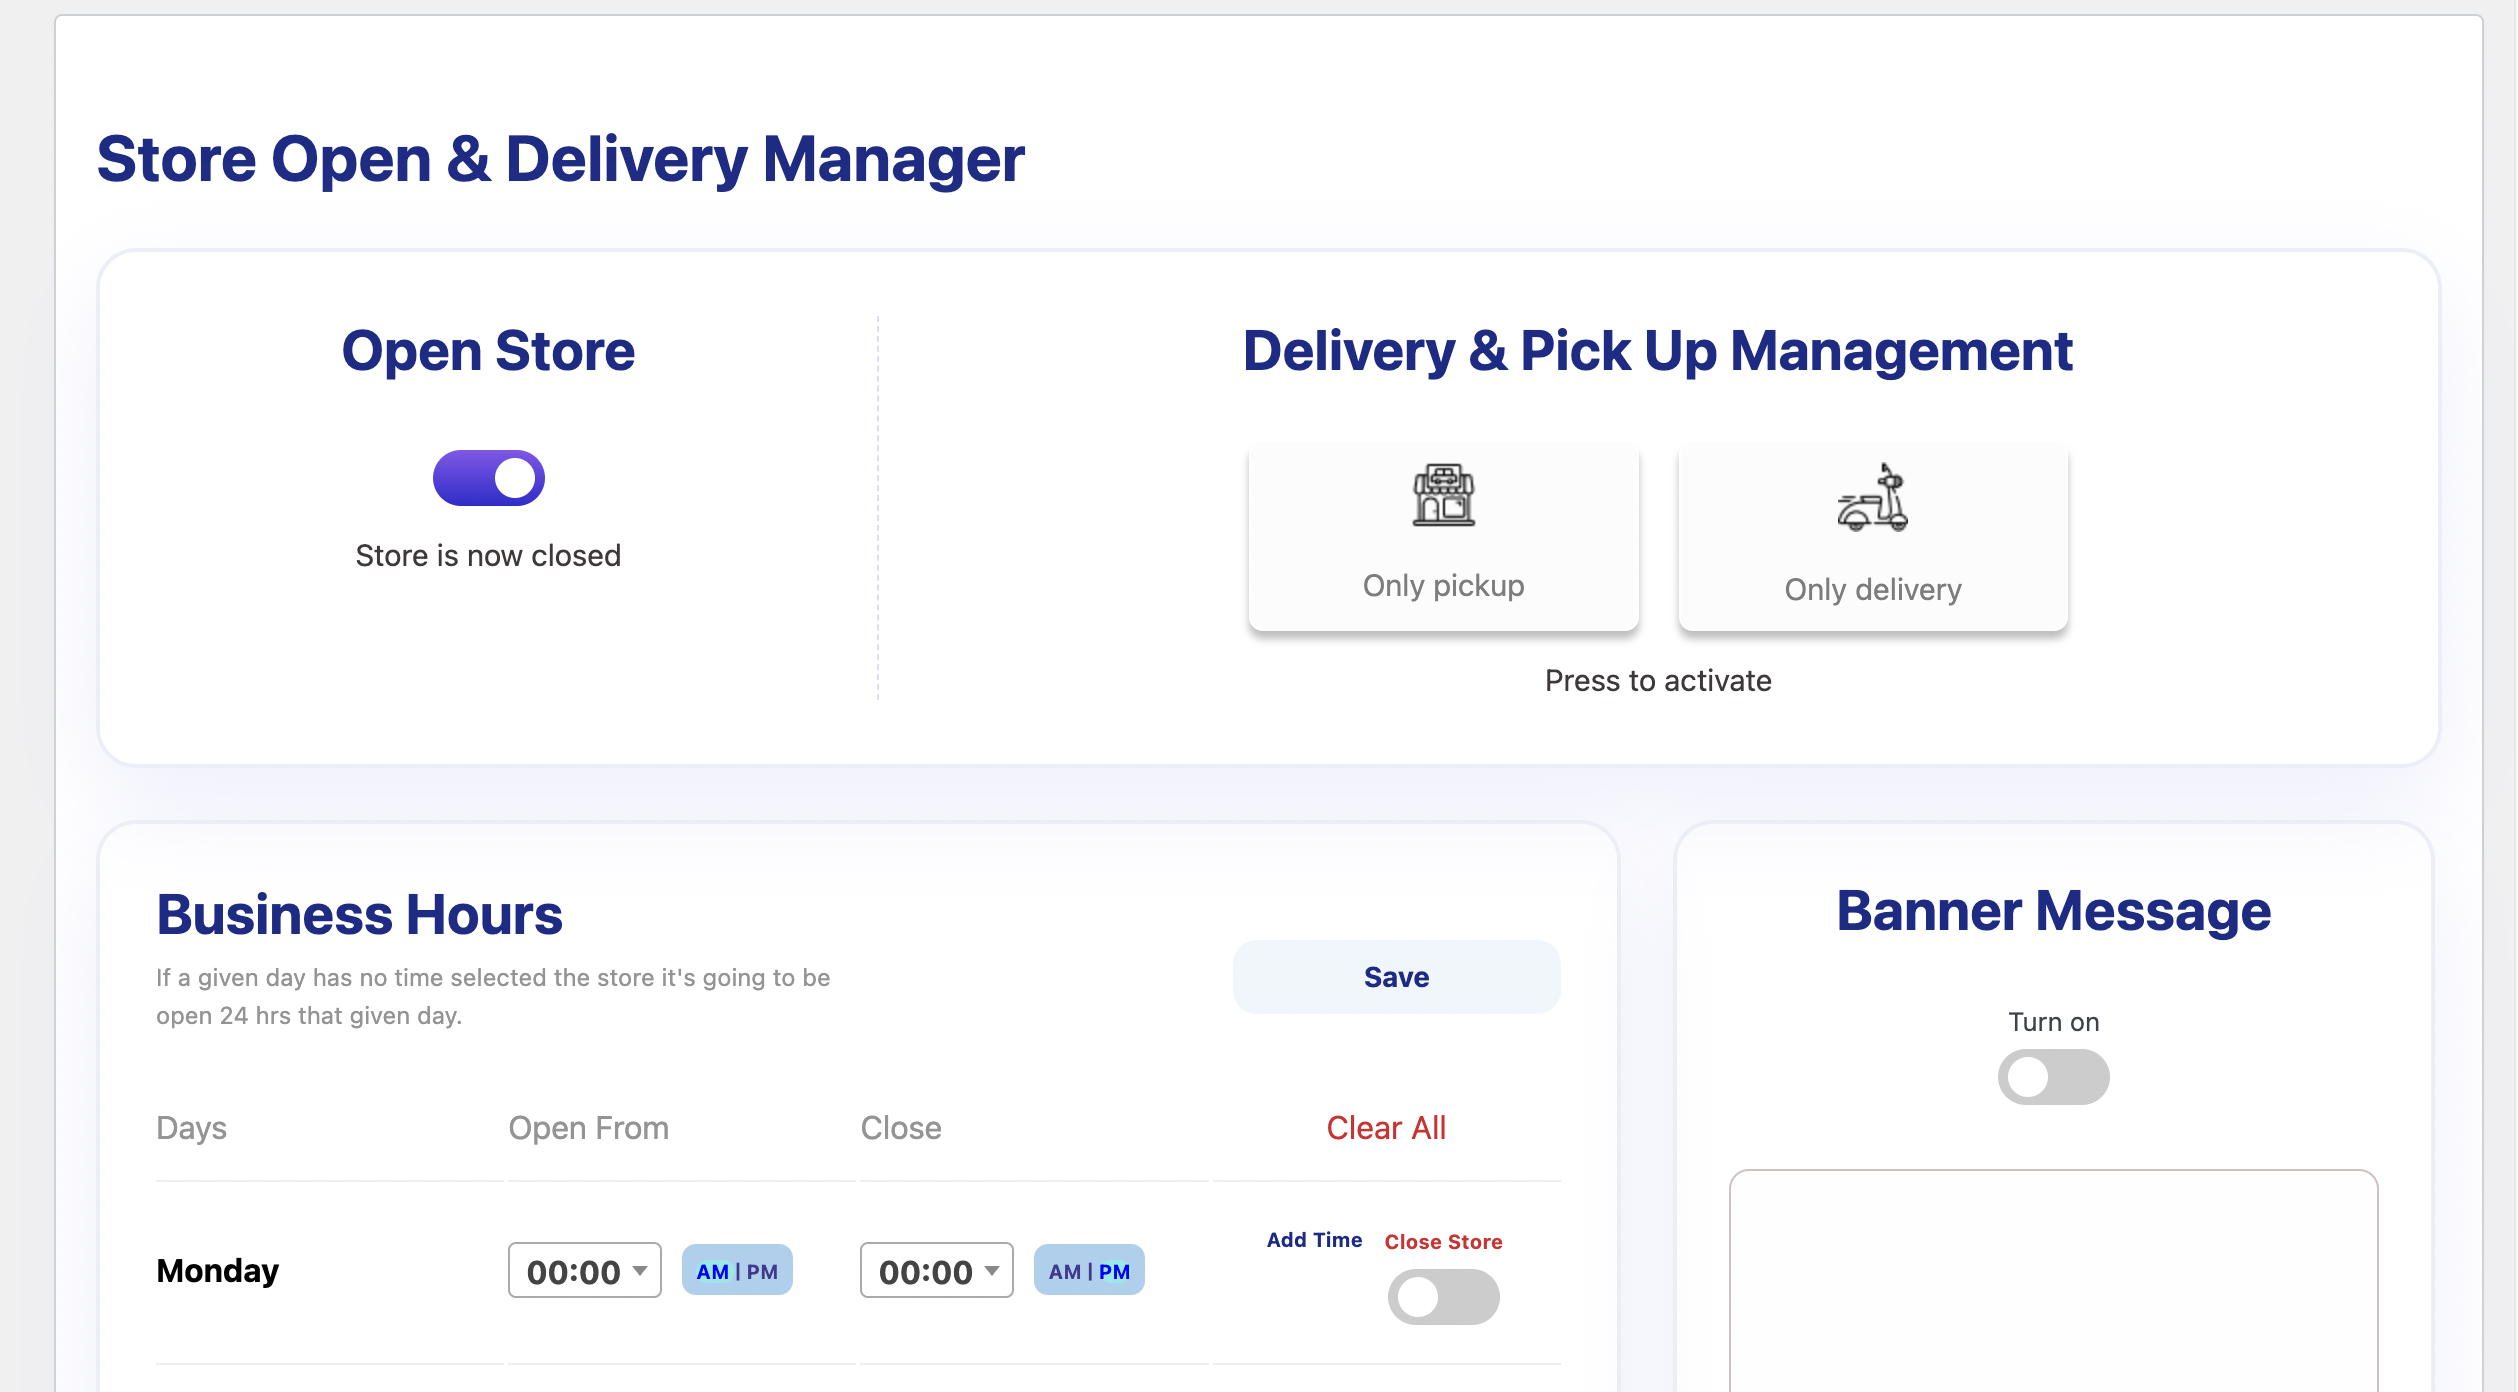 Store Open & Delivery Manager
Open Store
Store is now closed
Delivery & Pick Up Management
Only pickup
Only delivery
Press to activate
Business Hours
If a given day has no time selected the store it's going to be
open 24 hrs that given day.
Save
Days
Open From
Close
Clear All
Monday
00:00
AM | PM
00:00
AM | PM
Add Time
Close Store
Banner Message
Turn on